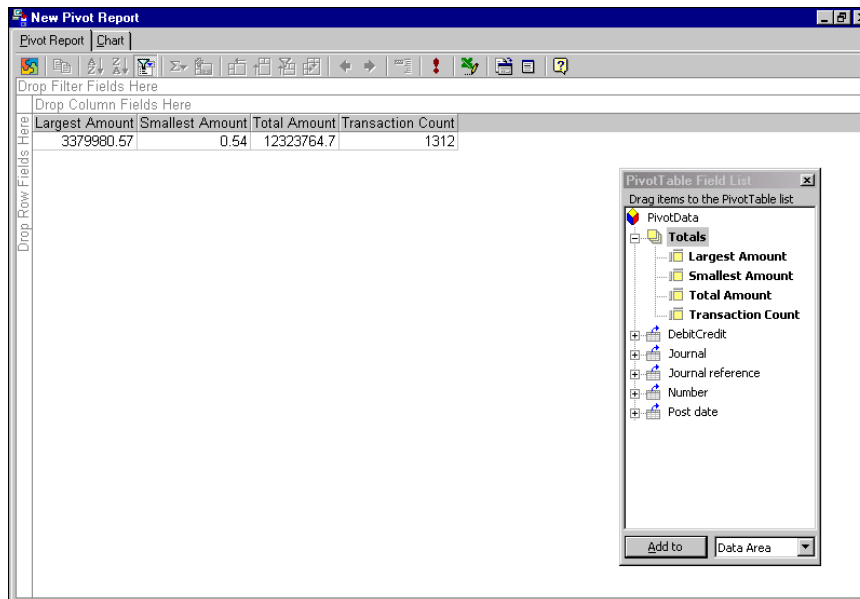 New Pivot Report
Pivot Report Chart
Drop Filter Fields Here
Drop Column Fields Here
Drop Row Fields Here
Largest Amount Smallest Amount Total Amount Transaction Count
3379980.57 0.54 12323764.7 1312
PivotTable Field List
Drag items to the PivotTable list
PivotData
Totals
Largest Amount
Smallest Amount
Total Amount
Transaction Count
DebitCredit
Journal
Journal reference
Number
Post date
Add to Data Area